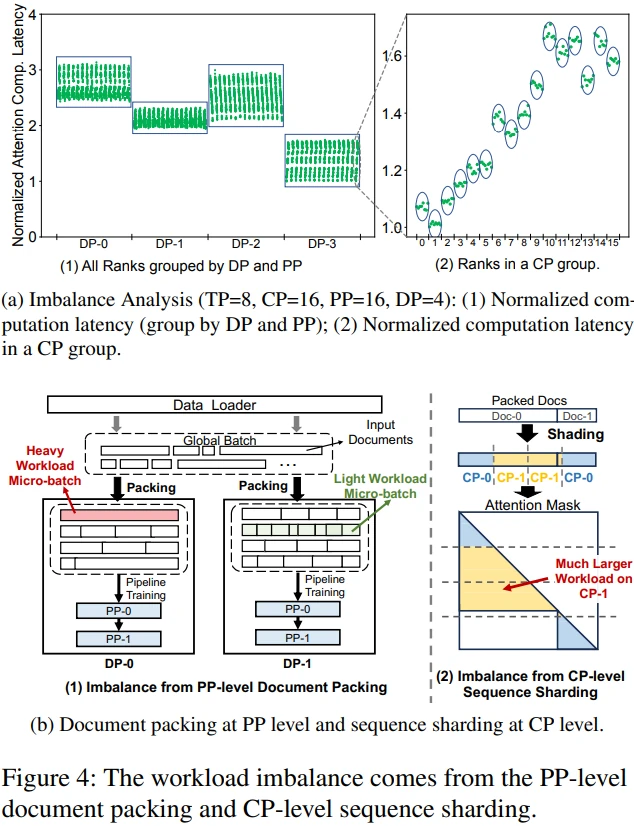 Normalized Attention Comp. Latency
4
3
2
1
0
DP-0 DP-1 DP-2 DP-3
(1) All Ranks grouped by DP and PP
1.6
1.4
1.2
1.0
0 1 2 3 4 5 6 7 8 9 10 11 12 13 14 15
(2) Ranks in a CP group.
(a) Imbalance Analysis (TP=8, CP=16, PP=16, DP=4): (1) Normalized com-
putation latency (group by DP and PP); (2) Normalized computation latency
in a CP group.
Data Loader
Global Batch
Input
Documents
Heavy
Workload
Micro-batch
Packing
Packing
Light Workload
Micro-batch
...
Pipeline
Training
PP-0
PP-1
DP-0
Pipeline
Training
PP-0
PP-1
DP-1
(1) Imbalance from PP-level Document Packing
Packed Docs
Doc-0 Doc-1
Shading
CP-0 CP-1 CP-1 CP-0
Attention Mask
Much Larger
Workload on
CP-1
(2) Imbalance from CP-level
Sequence Sharding
(b) Document packing at PP level and sequence sharding at CP level.
Figure 4: The workload imbalance comes from the PP-level
document packing and CP-level sequence sharding.